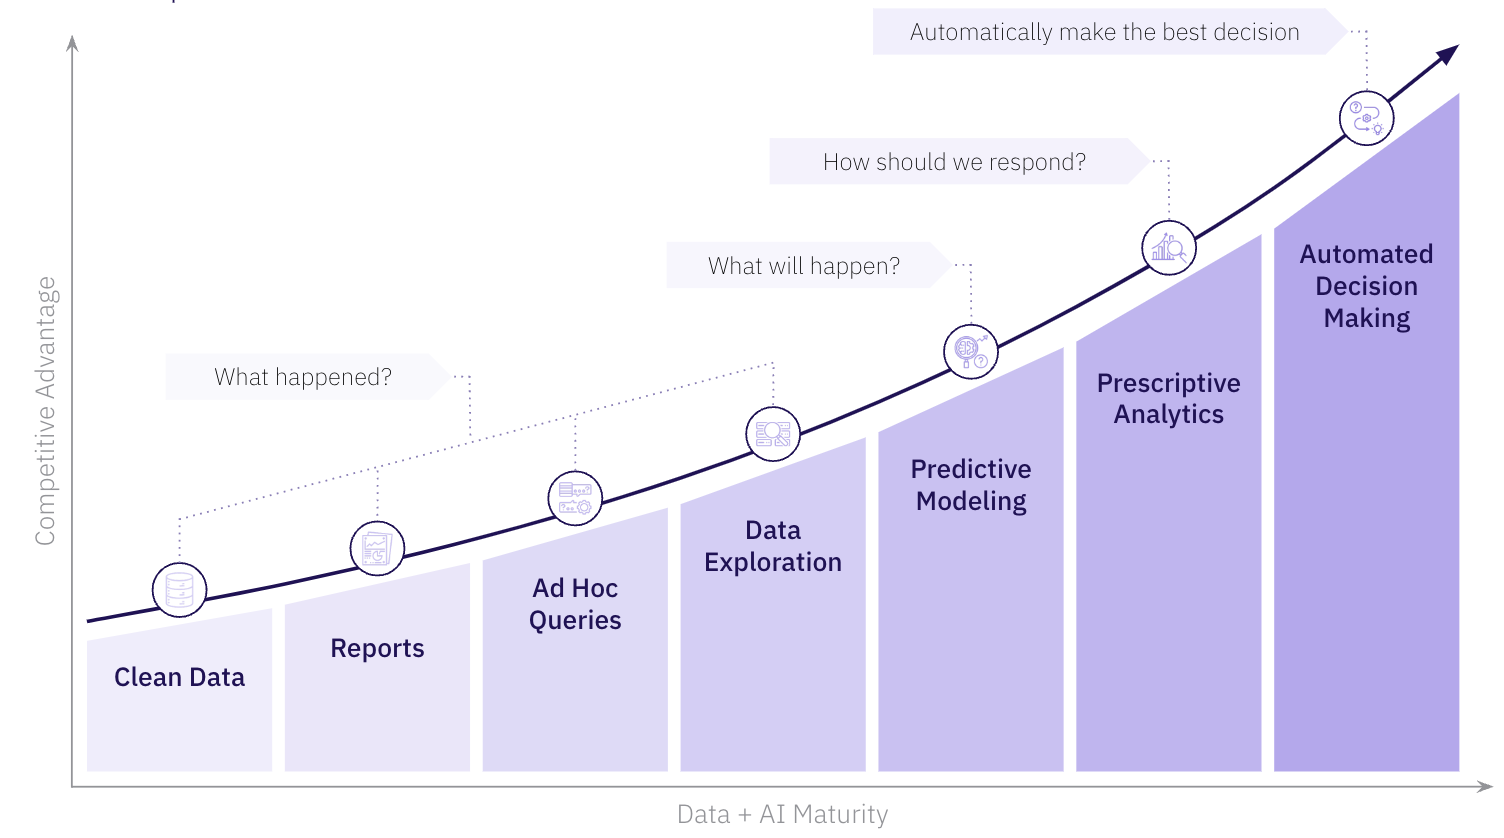 Automatically make the best decision
How should we respond?
What will happen?
What happened?
Competitive Advantage
Clean Data
Reports
Ad Hoc
Queries
Data
Exploration
Predictive
Modeling
Prescriptive
Analytics
Automated
Decision
Making
Data + AI Maturity